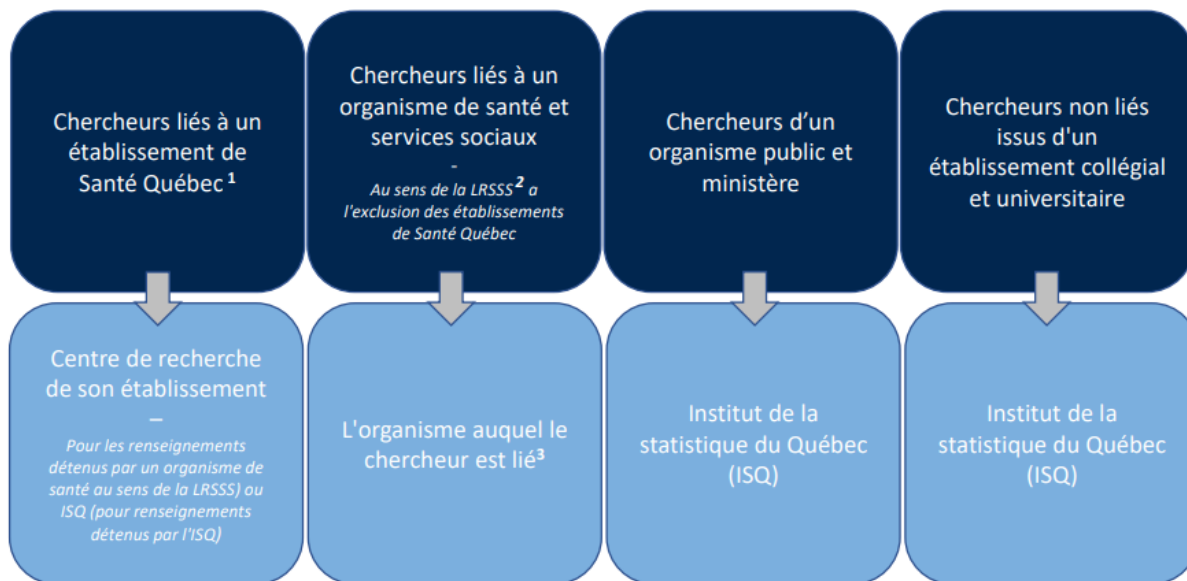 Chercheurs liés à un
établissement de
Santé Québec 1
Chercheurs liés à un
organisme de santé et
services sociaux
-
Au sens de la LRSSS 2 a
l'exclusion des établissements
de Santé Québec
Chercheurs d’un
organisme public et
ministère
Chercheurs non liés
issus d'un
établissement collégial
et universitaire
Centre de recherche
de son établissement
–
Pour les renseignements
détenus par un organisme de
santé au sens de la LRSSS) ou
ISQ (pour renseignements
détenus par l'ISQ)
L'organisme auquel le
chercheur est lié3
Institut de la
statistique du Québec
(ISQ)
Institut de la
statistique du Québec
(ISQ)